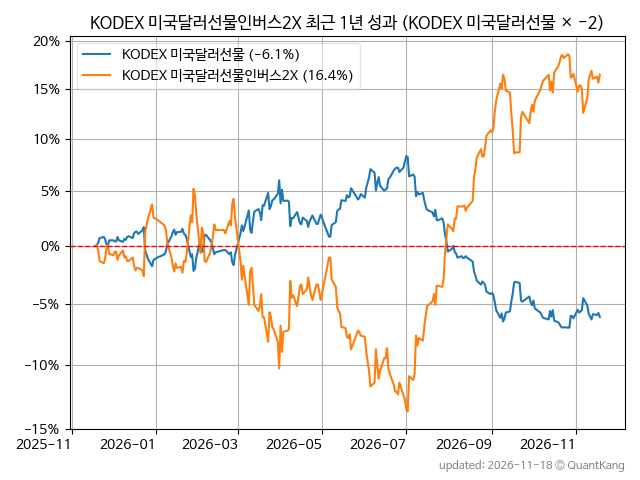 KODEX 미국달러선물인버스2X 최근 1년 성과 (KODEX 미국달러선물 × −2)
KODEX 미국달러선물 (−6.1%)
KODEX 미국달러선물인버스2X (16.4%)
20%
15%
10%
5%
0%
−5%
−10%
−15%
2025-11 2026-01 2026-03 2026-05 2026-07 2026-09 2026-11
updated: 2026-11-18 © QuantKang